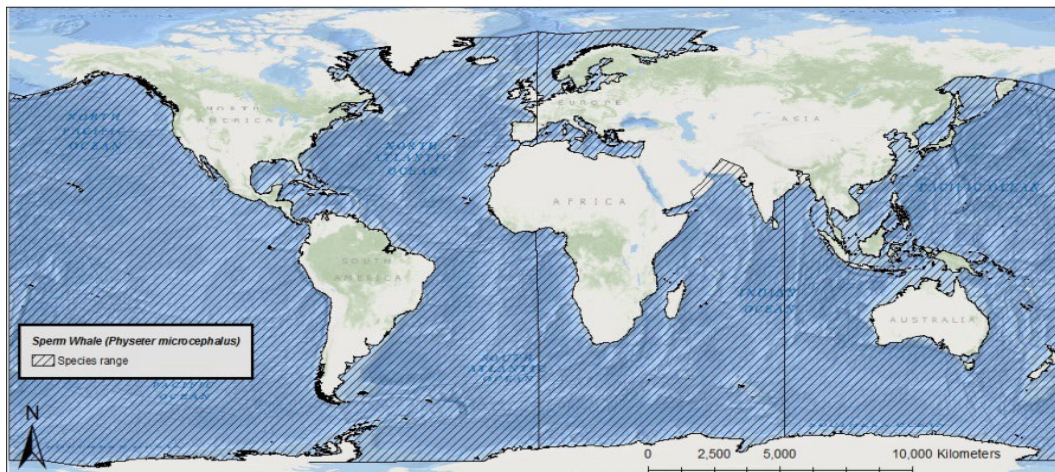 NORTH
AMERICA
NORTH
PACIFIC
OCEAN
NORTH
ATLANTIC
OCEAN
EUROPE
ASIA
PACIFIC OCEAN
AFRICA
SOUTH
AMERICA
INDIAN
OCEAN
AUSTRALIA
ATLANTIC
OCEAN
PACIFIC
OCEAN
Sperm Whale (Physeter microcephalus)
Species range
N
0 2,500 5,000 10,000 Kilometers